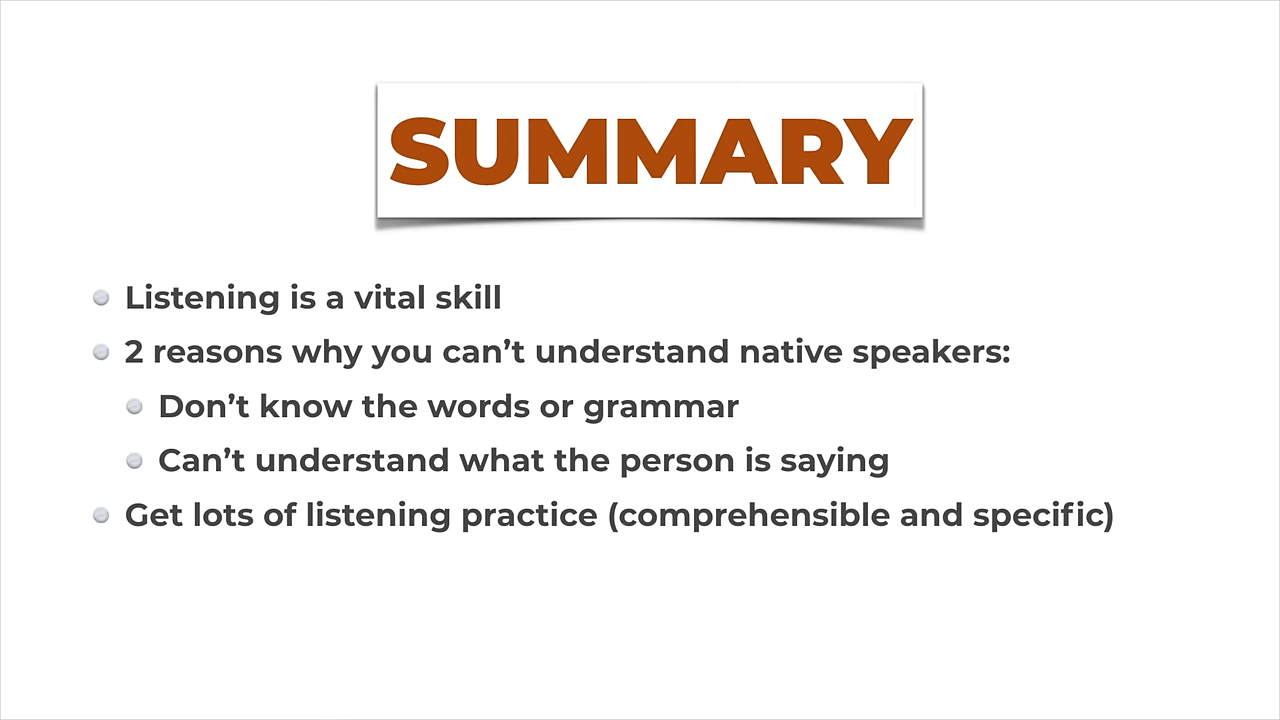 SUMMARY
Listening is a vital skill
2 reasons why you can’t understand native speakers:
Don’t know the words or grammar
Can’t understand what the person is saying
Get lots of listening practice (comprehensible and specific)